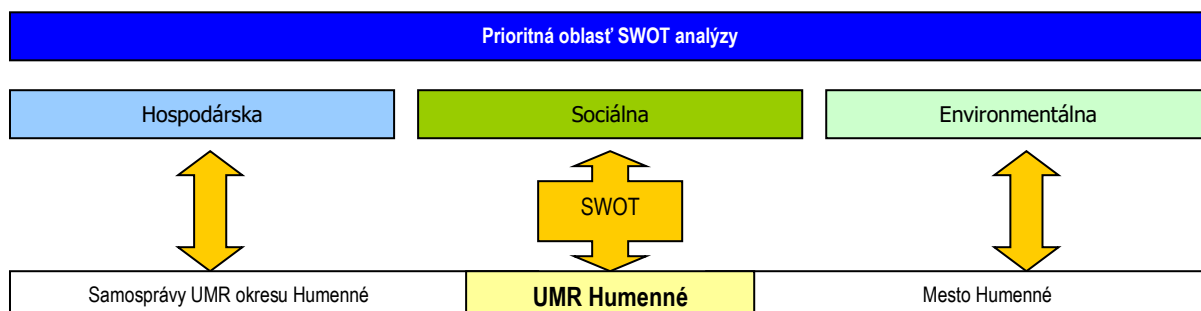 Prioritná oblasť SWOT analýzy
Hospodárska
Sociálna
Environmentálna
SWOT
Samosprávy UMR okresu Humenné
UMR Humenné
Mesto Humenné